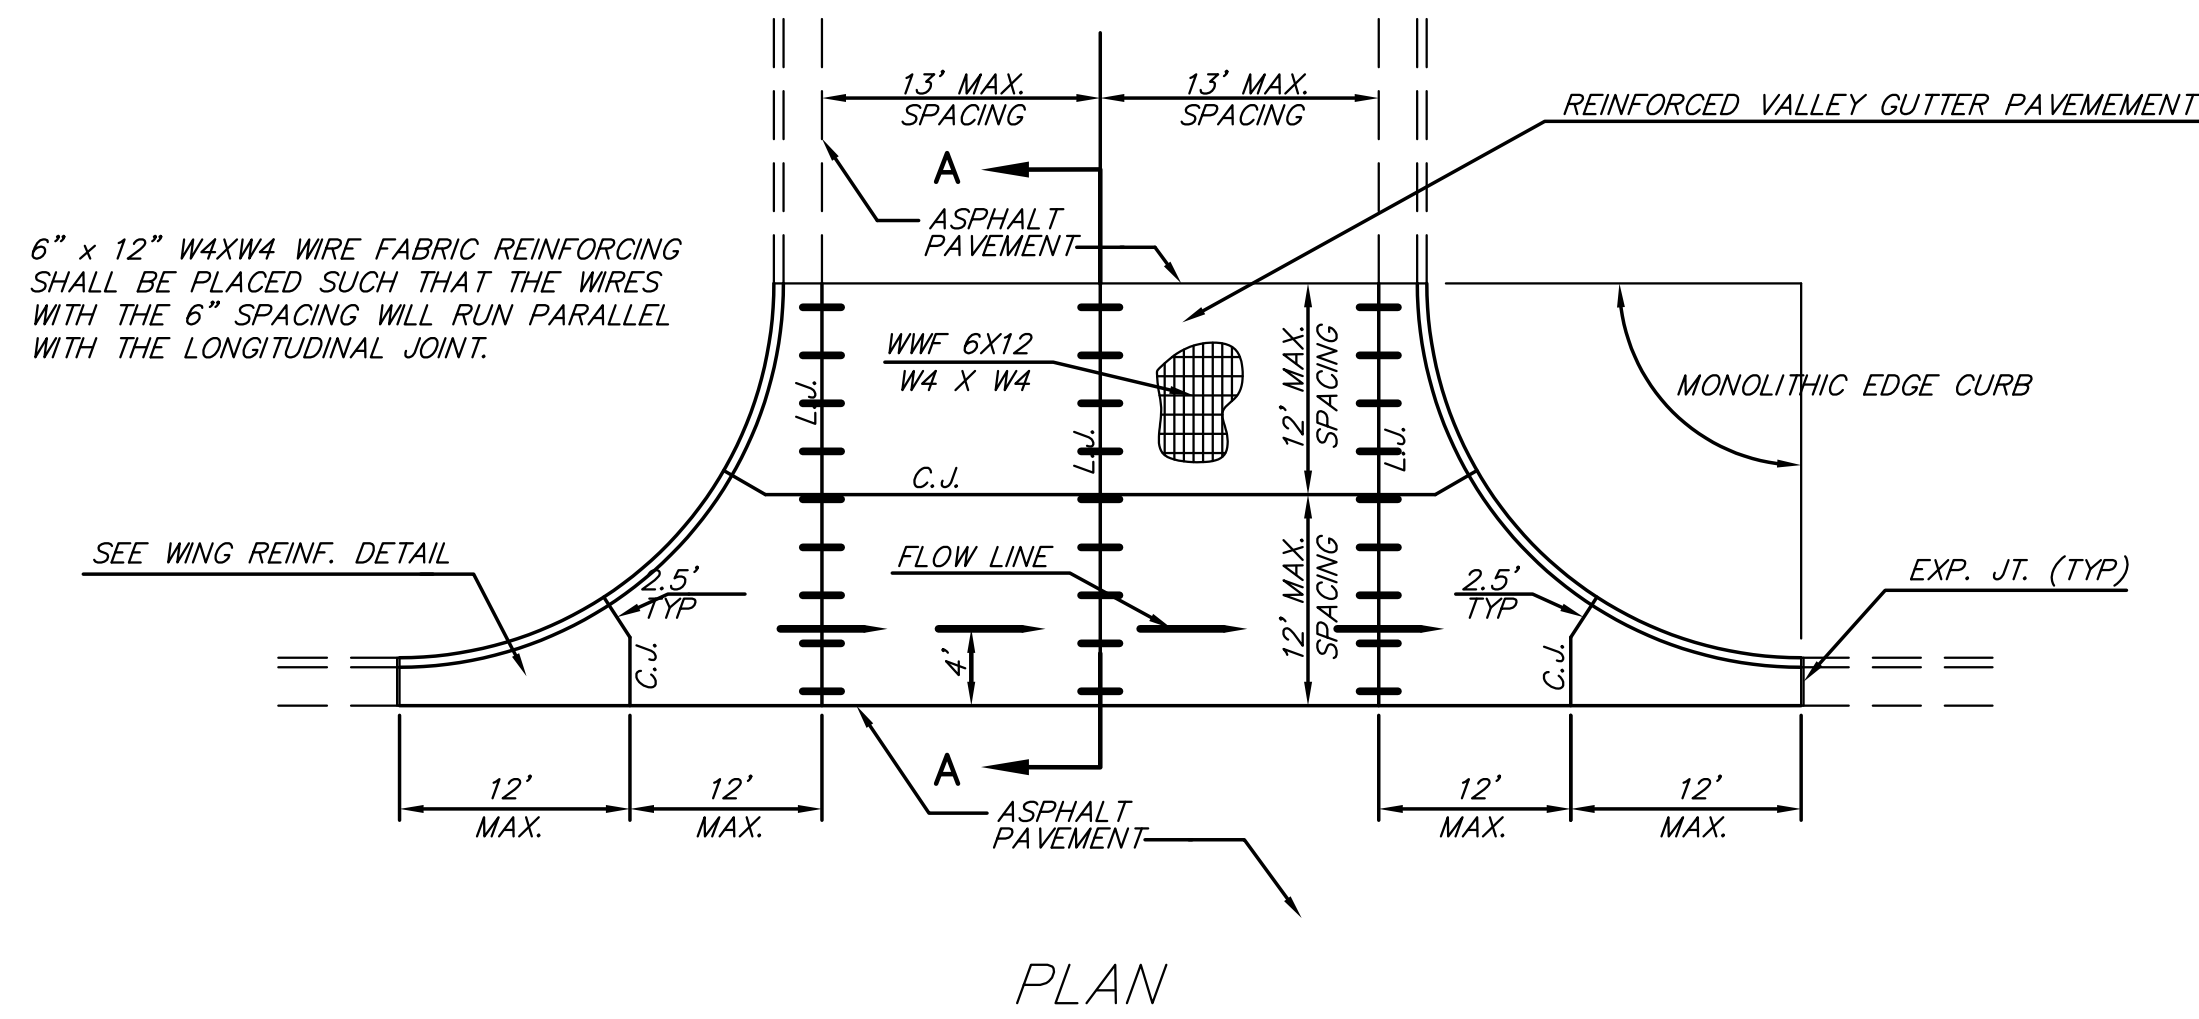 13' MAX.
SPACING
13' MAX.
SPACING
REINFORCED VALLEY GUTTER PAVEMEMENT
A
ASPHALT
PAVEMENT
6" x 12" W4XW4 WIRE FABRIC REINFORCING
SHALL BE PLACED SUCH THAT THE WIRES
WITH THE 6" SPACING WILL RUN PARALLEL
WITH THE LONGITUDINAL JOINT.
WWF 6X12
W4 X W4
12' MAX.
SPACING
MONOLITHIC EDGE CURB
L.J.
L.J.
L.J.
C.J.
SEE WING REINF. DETAIL
2.5'
TYP
FLOW LINE
12' MAX.
SPACING
2.5'
TYP
EXP. JT. (TYP)
C.J.
4'
C.J.
A
12'
MAX.
12'
MAX.
ASPHALT
PAVEMENT
12'
MAX.
12'
MAX.
PLAN